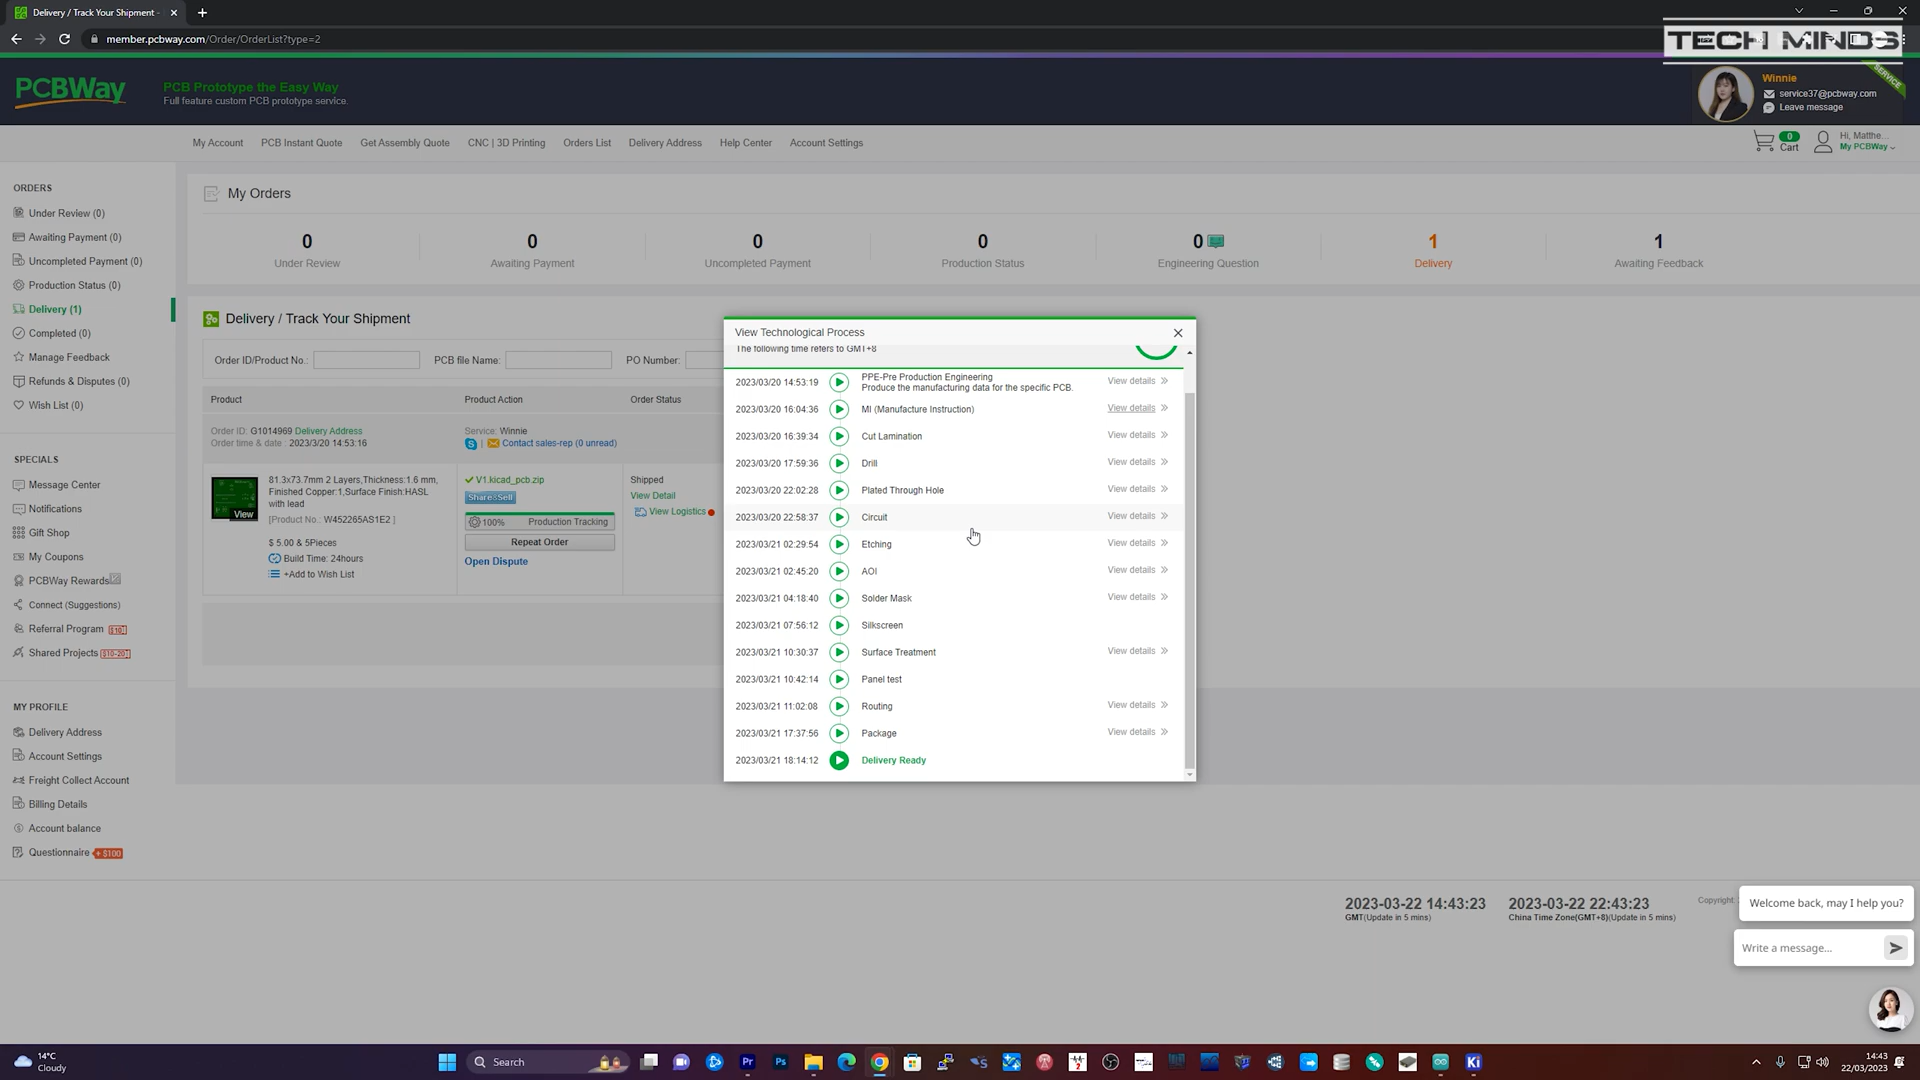 Delivery / Track Your Shipment -
member.pcbway.com/Order/OrderList?type=2
TECH MINDS
PCBWay
PCB Prototype the Easy Way
Full feature custom PCB prototype service.
Winnie
service37@pcbway.com
Leave message
SERVICE
My Account
PCB Instant Quote
Get Assembly Quote
CNC | 3D Printing
Orders List
Delivery Address
Help Center
Account Settings
0
Cart
Hi, Matthe...
My PCBWay
ORDERS
Under Review (0)
Awaiting Payment (0)
Uncompleted Payment (0)
Production Status (0)
Delivery (1)
Completed (0)
Manage Feedback
Refunds & Disputes (0)
Wish List (0)
SPECIALS
Message Center
Notifications
Gift Shop
My Coupons
PCBWay Rewards
Connect (Suggestions)
Referral Program $10
Shared Projects $10-20
MY PROFILE
Delivery Address
Account Settings
Freight Collect Account
Billing Details
Account balance
Questionnaire + $100
My Orders
0
Under Review
0
Awaiting Payment
0
Uncompleted Payment
0
Production Status
0
Engineering Question
1
Delivery
1
Awaiting Feedback
Delivery / Track Your Shipment
Order ID/Product No.:
PCB file Name:
PO Number:
Product
Product Action
Order Status
Order ID: G1014969 Delivery Address
Order time & date : 2023/3/20 14:53:16
Service: Winnie
Contact sales-rep (0 unread)
View
81.3x73.7mm 2 Layers,Thickness:1.6 mm,
Finished Copper:1,Surface Finish:HASL
with lead
[Product No.: W452265AS1E2 ]
$ 5.00 & 5Pieces
Build Time: 24hours
+Add to Wish List
V1.kicad_pcb.zip
Share&Sell
100% Production Tracking
Repeat Order
Open Dispute
Shipped
View Detail
View Logistics
View Technological Process
The following time refers to GMT+8
2023/03/20 14:53:19 PPE-Pre Production Engineering View details
Produce the manufacturing data for the specific PCB.
2023/03/20 16:04:36 MI (Manufacture Instruction) View details
2023/03/20 16:39:34 Cut Lamination View details
2023/03/20 17:59:36 Drill View details
2023/03/20 22:02:28 Plated Through Hole View details
2023/03/20 22:58:37 Circuit View details
2023/03/21 02:29:54 Etching View details
2023/03/21 02:45:20 AOI View details
2023/03/21 04:18:40 Solder Mask View details
2023/03/21 07:56:12 Silkscreen
2023/03/21 10:30:37 Surface Treatment View details
2023/03/21 10:42:14 Panel test
2023/03/21 11:02:08 Routing View details
2023/03/21 17:37:56 Package View details
2023/03/21 18:14:12 Delivery Ready
2023-03-22 14:43:23
GMT(Update in 5 mins)
2023-03-22 22:43:23
China Time Zone(GMT+8)(Update in 5 mins)
Copyright
Welcome back, may I help you?
Write a message...
14°C
Cloudy
Search
14:43
22/03/2023